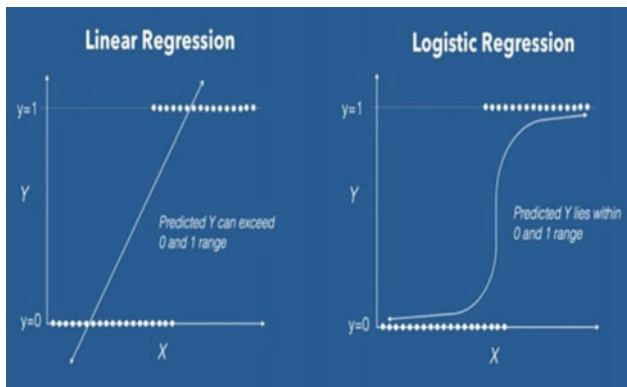 Linear Regression
y=1
Y
Predicted Y can exceed
0 and 1 range
y=0
X
Logistic Regression
y=1
Y
Predicted Y lies within
0 and 1 range
y=0
X